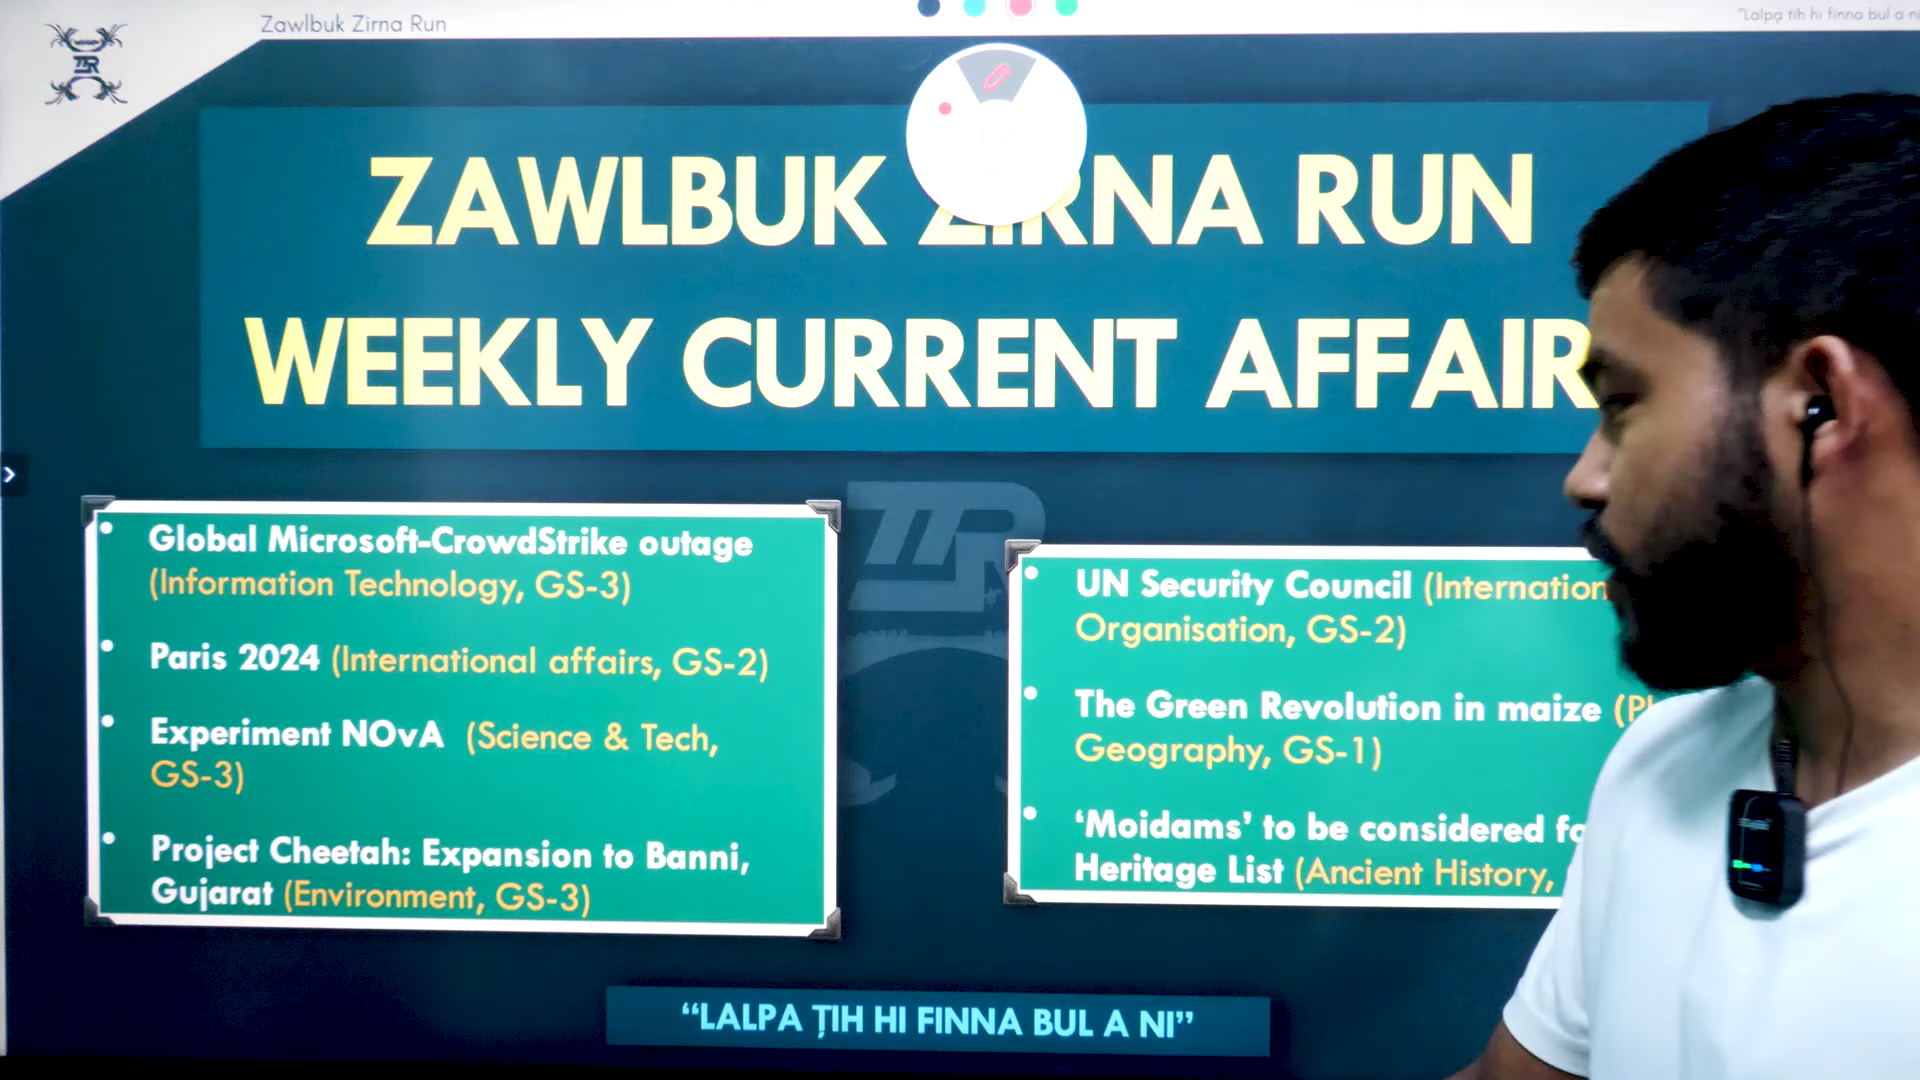 Zawlbuk Zirna Run
"Lalpa tih hi finna bul a ni
ZAWLBUK ZIRNA RUN
WEEKLY CURRENT AFFAIR
• Global Microsoft-CrowdStrike outage
(Information Technology, GS-3)
• Paris 2024 (International affairs, GS-2)
• Experiment NOvA (Science & Tech,
GS-3)
• Project Cheetah: Expansion to Banni,
Gujarat (Environment, GS-3)
• UN Security Council (Internation
Organisation, GS-2)
• The Green Revolution in maize
Geography, GS-1)
• ‘Moidams’ to be considered fo
Heritage List (Ancient History,
“LALPA ṬIH HI FINNA BUL A NI”